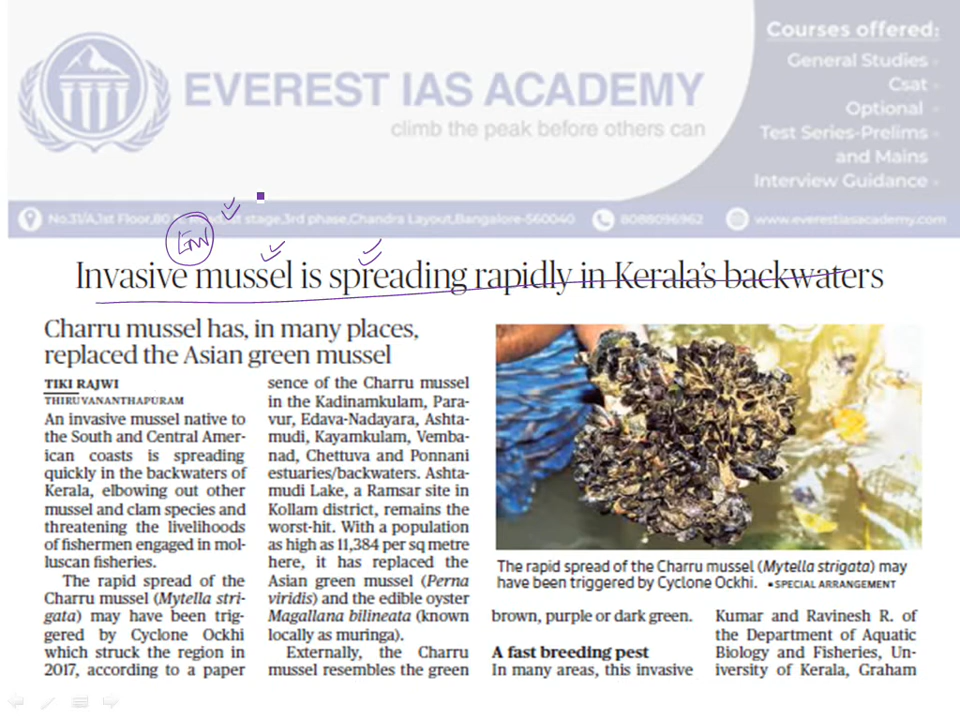 EVEREST IAS ACADEMY
climb the peak before others can
Courses offered:
General Studies
Csat
Optional
Test Series-Prelims
and Mains
Interview Guidance
No.31/A,1st Floor,80 stage,3rd phase,Chandra Layout,Bangalore-560040 8088096962 www.everestiasacademy.com
Invasive mussel is spreading rapidly in Kerala's backwaters
Charru mussel has, in many places,
replaced the Asian green mussel
TIKI RAJWI
THIRUVANANTHAPURAM
An invasive mussel native to
the South and Central Amer-
ican coasts is spreading
quickly in the backwaters of
Kerala, elbowing out other
mussel and clam species and
threatening the livelihoods
of fishermen engaged in mol-
luscan fisheries.
The rapid spread of the
Charru mussel (Mytella stri-
gata) may have been trig-
gered by Cyclone Ockhi
which struck the region in
2017, according to a paper
sence of the Charru mussel
in the Kadinamkulam, Para-
vur, Edava-Nadayara, Ashta-
mudi, Kayamkulam, Vemba-
nad, Chettuva and Ponnani
estuaries/backwaters. Ashta-
mudi Lake, a Ramsar site in
Kollam district, remains the
worst-hit. With a population
as high as 11,384 per sq metre
here, it has replaced the
Asian green mussel (Perna
viridis) and the edible oyster
Magallana bilineata (known
locally as muringa).
Externally, the Charru
mussel resembles the green
The rapid spread of the Charru mussel (Mytella strigata) may
have been triggered by Cyclone Ockhi. • SPECIAL ARRANGEMENT
brown, purple or dark green.
A fast breeding pest
In many areas, this invasive
Kumar and Ravinesh R. of
the Department of Aquatic
Biology and Fisheries, Un-
iversity of Kerala, Graham